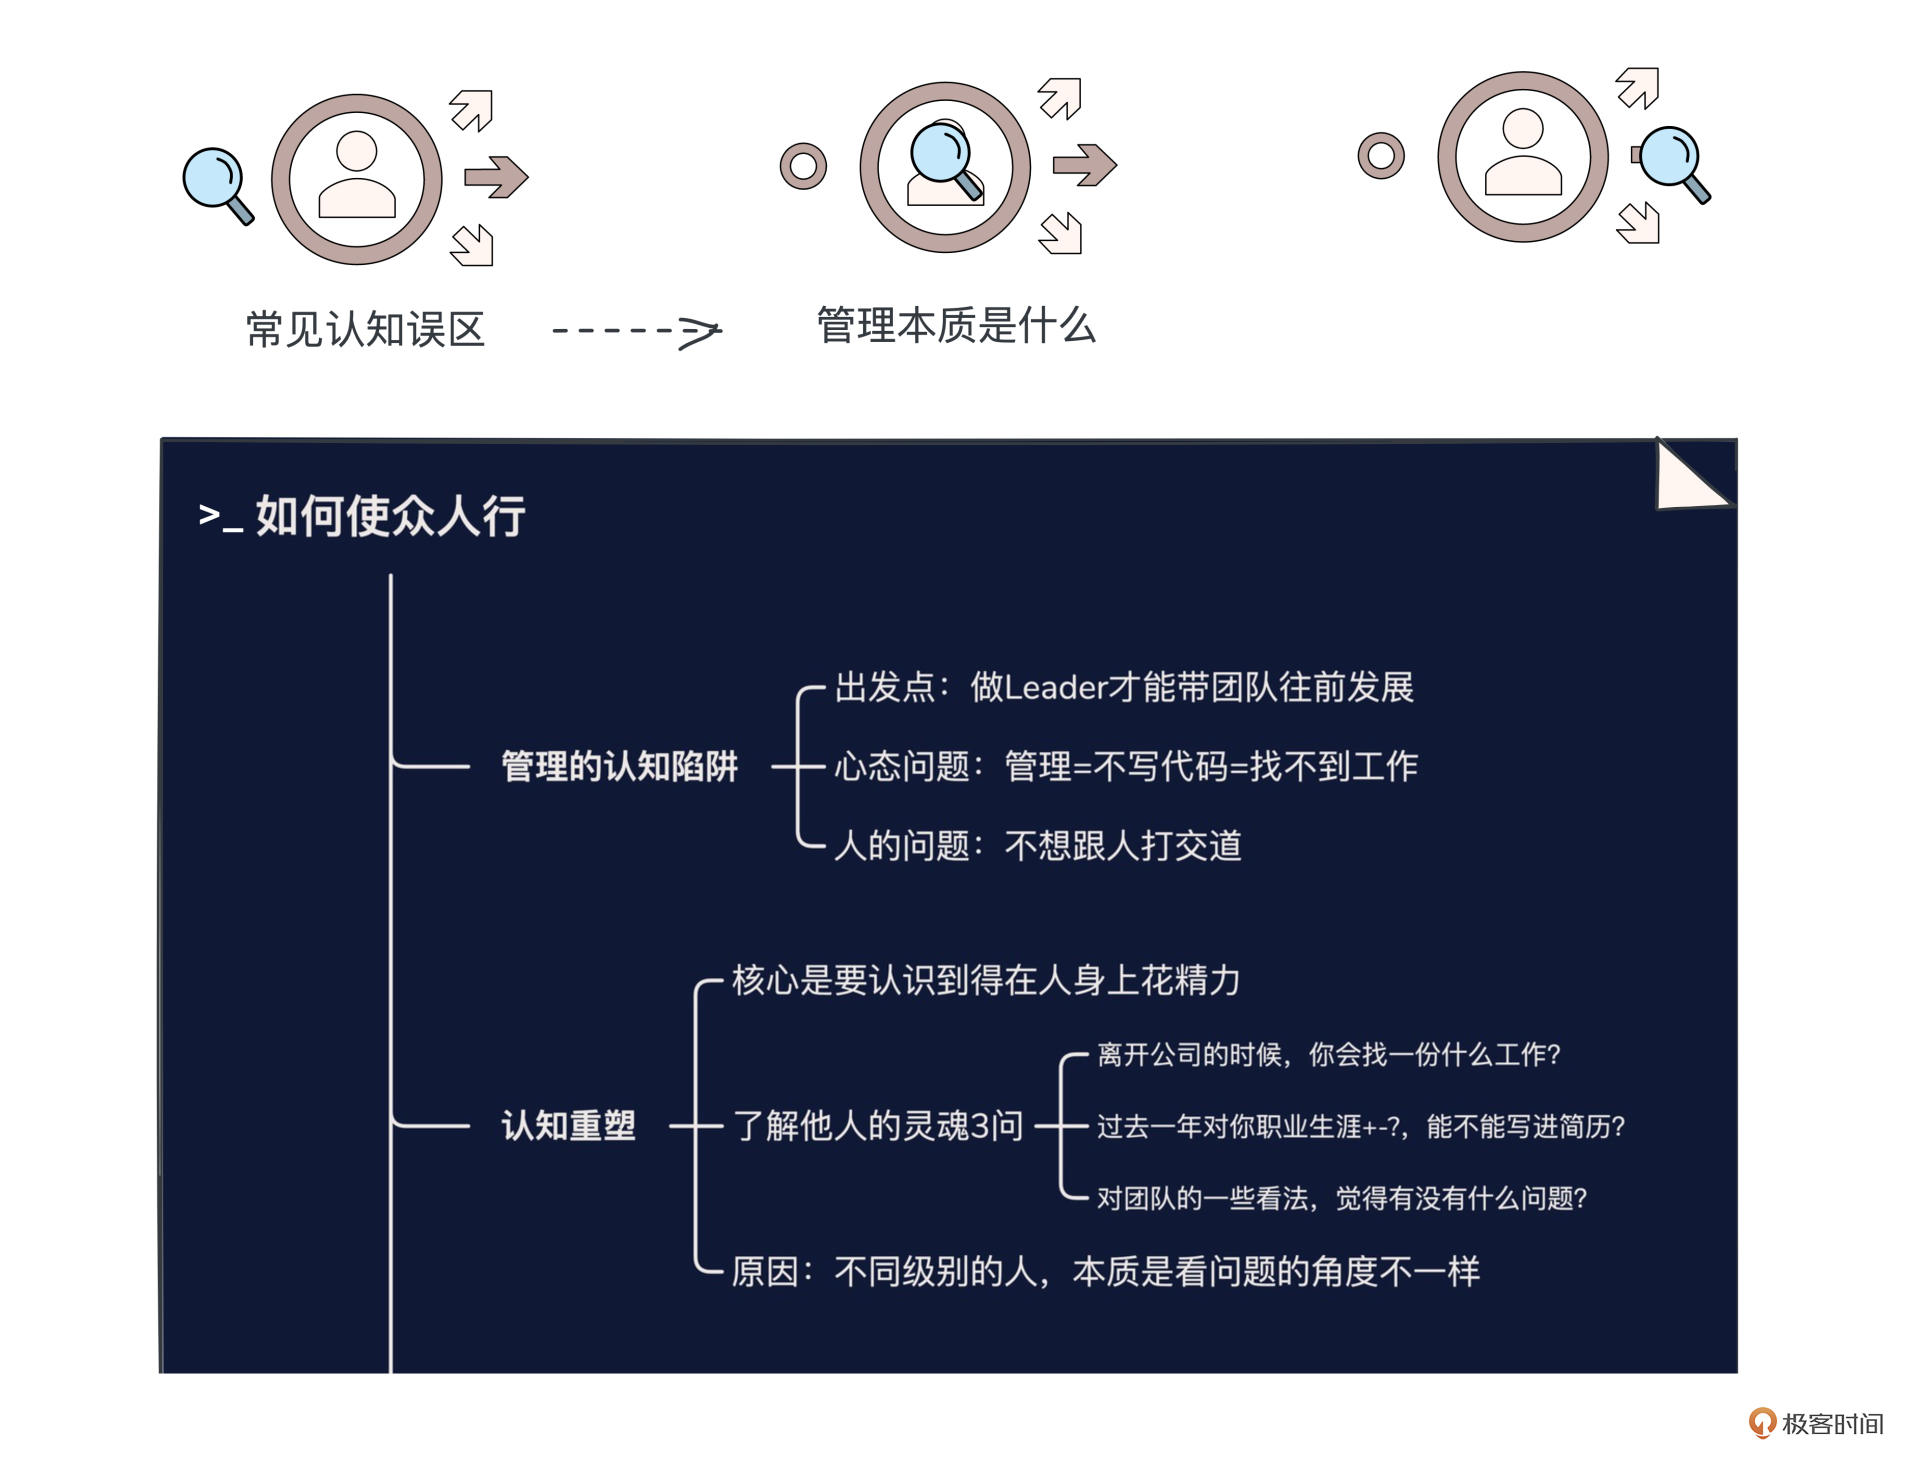 常见认知误区
管理本质是什么
>_ 如何使众人行
管理的认知陷阱
出发点：做Leader才能带团队往前发展
心态问题：管理=不写代码=找不到工作
人的问题：不想跟人打交道
认知重塑
核心是要认识到得在人身上花精力
了解他人的灵魂3问
离开公司的时候，你会找一份什么工作?
过去一年对你职业生涯+-?，能不能写进简历?
对团队的一些看法，觉得有没有什么问题?
原因：不同级别的人，本质是看问题的角度不一样
极客时间